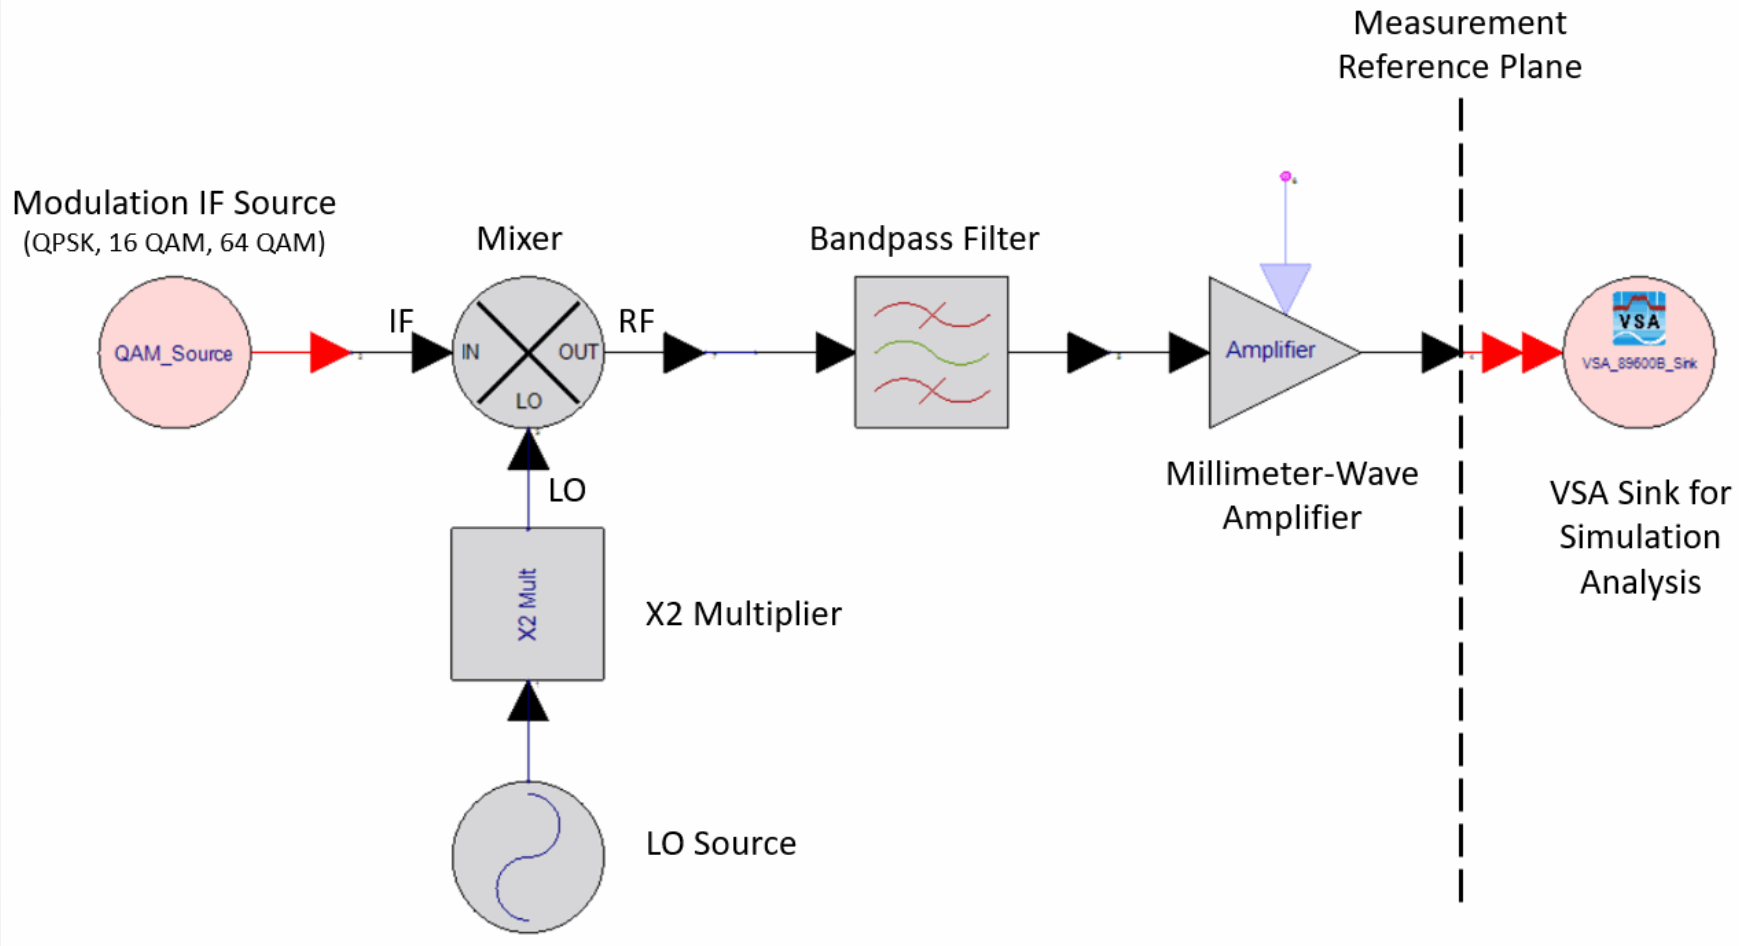 Measurement
Reference Plane
Modulation IF Source
(QPSK, 16 QAM, 64 QAM)
Mixer
Bandpass Filter
QAM_Source
IF
IN
OUT
LO
RF
Amplifier
VSA
VSA_89600B_Sink
Millimeter-Wave
Amplifier
VSA Sink for
Simulation
Analysis
LO
X2 Mult
X2 Multiplier
LO Source